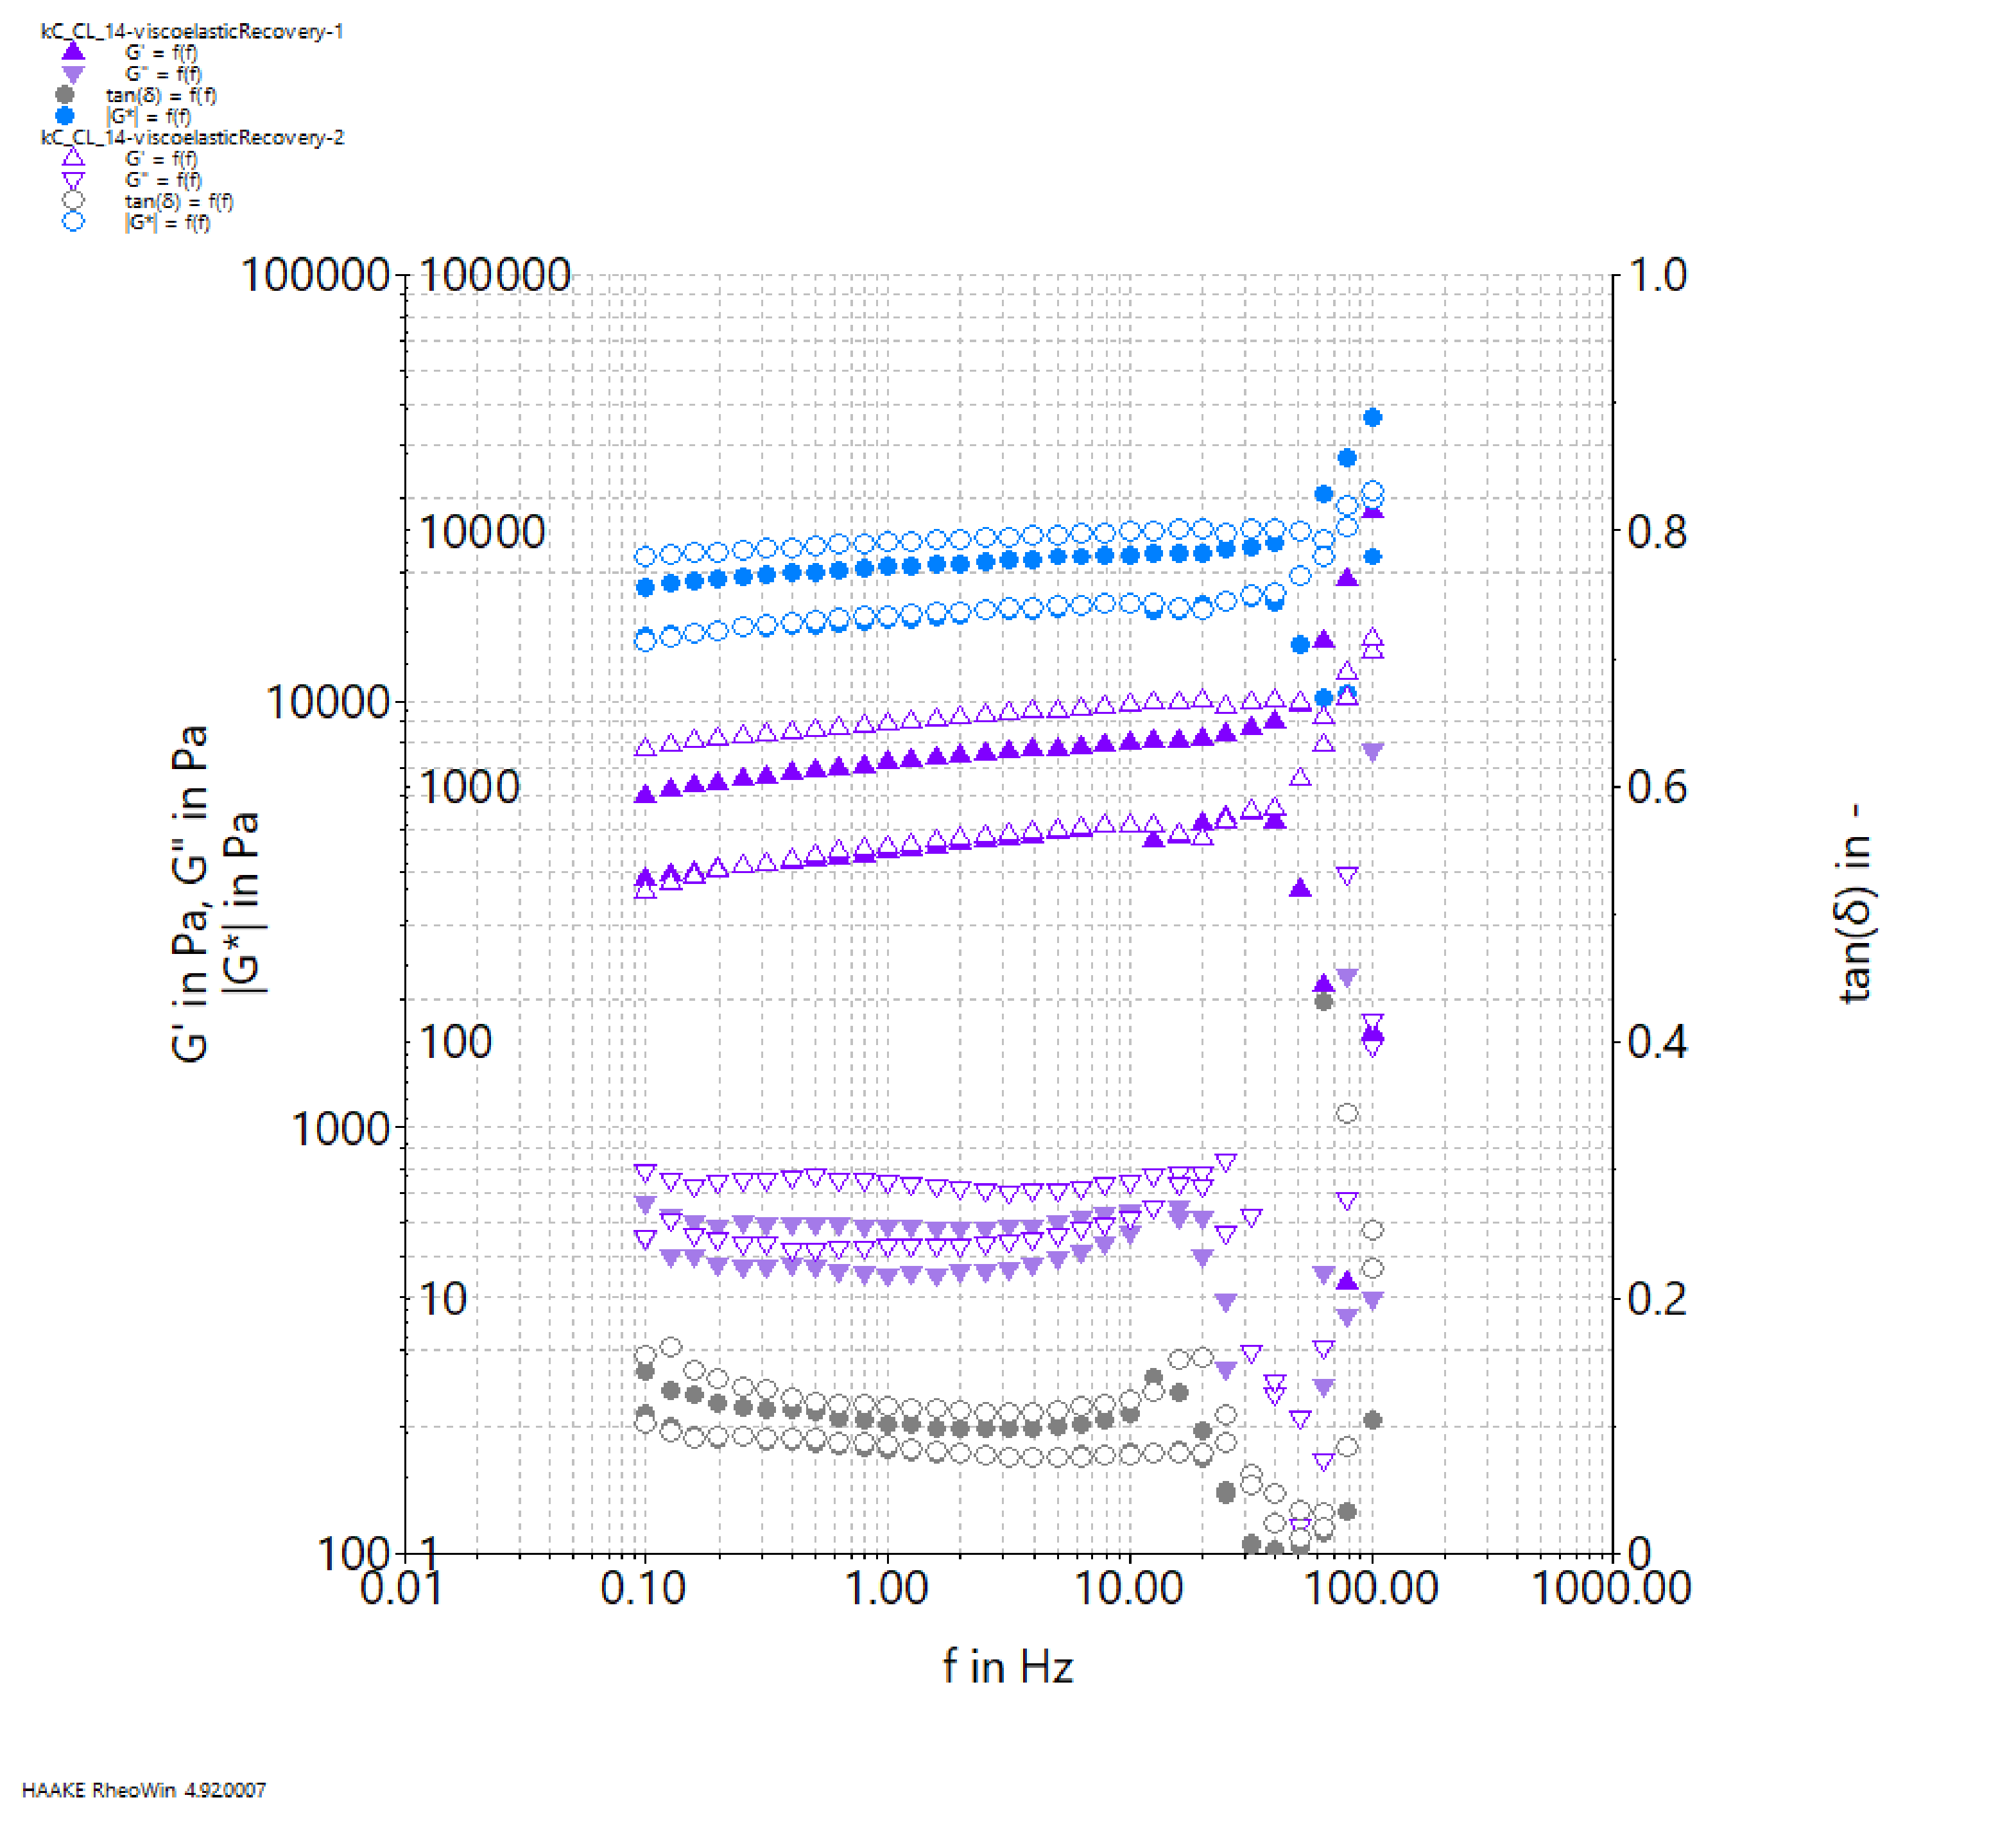 kC_CL_14-viscoelasticRecovery-1
G' = f(f)
G" = f(f)
tan(δ) = f(f)
|G*| = f(f)
kC_CL_14-viscoelasticRecovery-2
G' = f(f)
G" = f(f)
tan(δ) = f(f)
|G*| = f(f)
100000 100000 1.0
10000 0.8
10000
1000 0.6
100 0.4
1000
10 0.2
100 1 0
0.01 0.10 1.00 10.00 100.00 1000.00
G' in Pa, G" in Pa
|G*| in Pa
tan(δ) in -
f in Hz
HAAKE RheoWin 4.92.0007